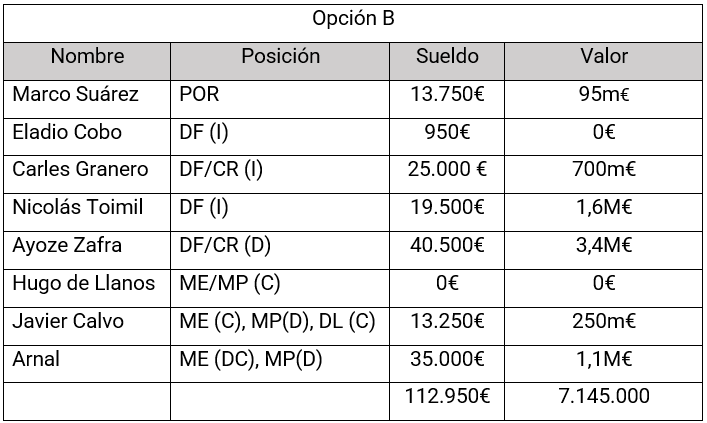 Opción B
Nombre Posición Sueldo Valor
Marco Suárez POR 13.750€ 95m€
Eladio Cobo DF (I) 950€ 0€
Carles Granero DF/CR (I) 25.000 € 700m€
Nicolás Toimil DF (I) 19.500€ 1,6M€
Ayoze Zafra DF/CR (D) 40.500€ 3,4M€
Hugo de Llanos ME/MP (C) 0€ 0€
Javier Calvo ME (C), MP(D), DL (C) 13.250€ 250m€
Arnal ME (DC), MP(D) 35.000€ 1,1M€
112.950€ 7.145.000